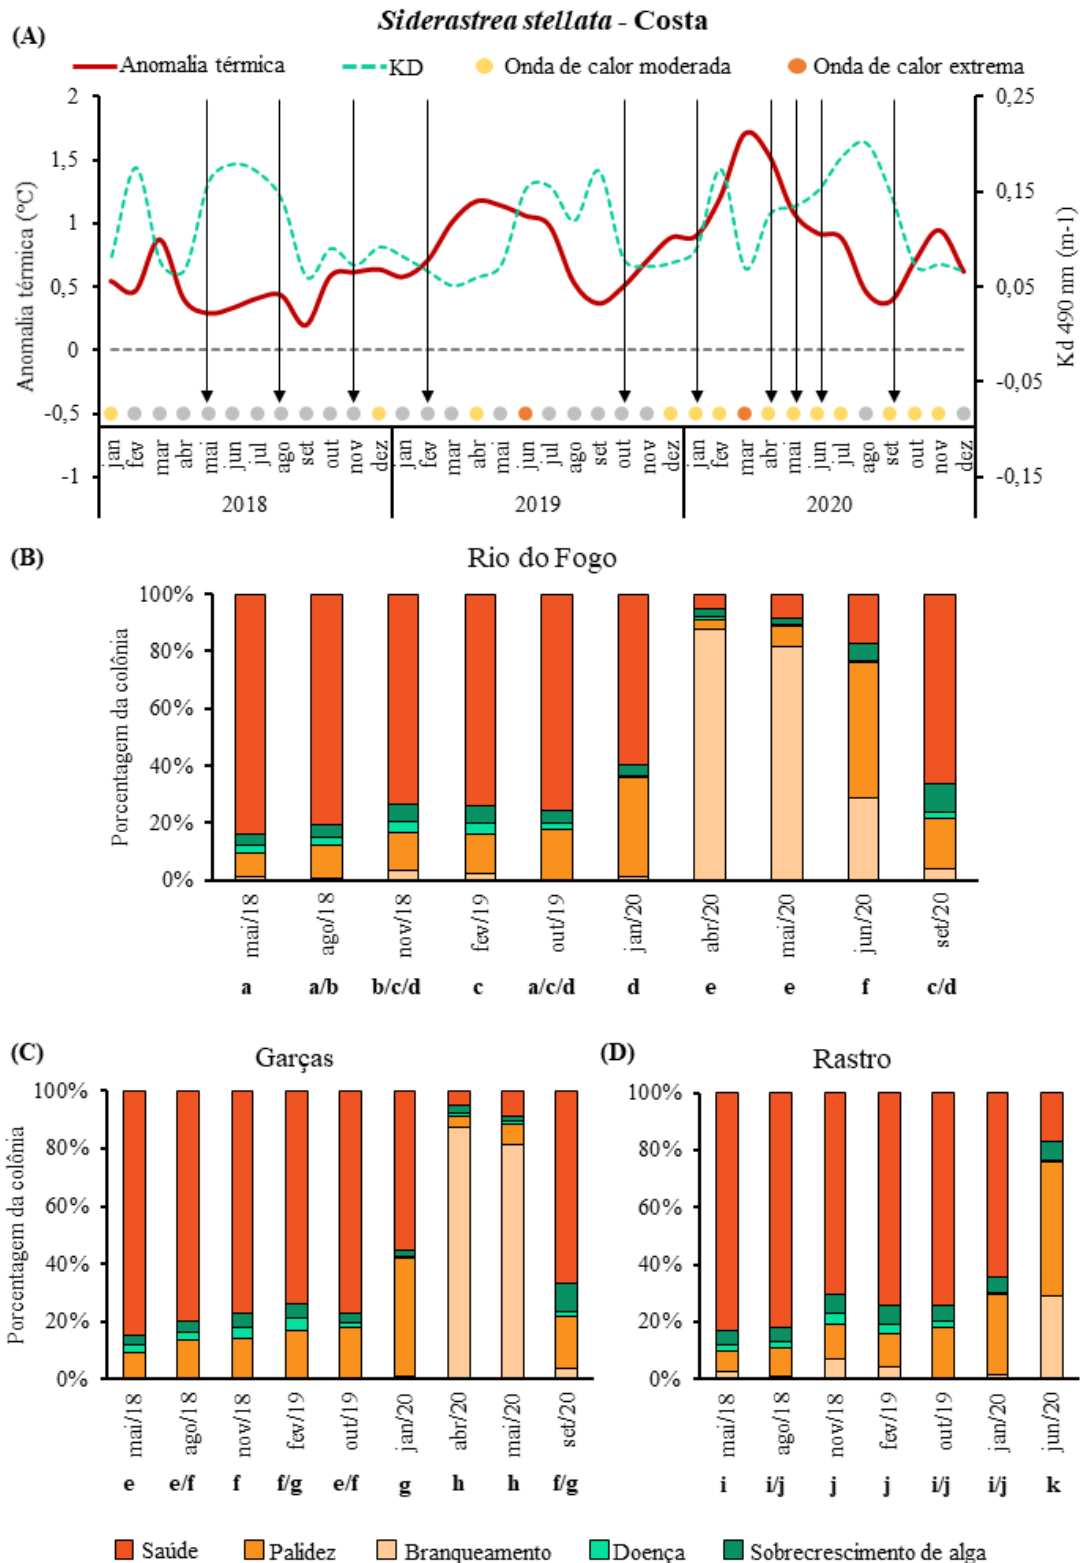 Siderastrea stellata - Costa
(A)
Anomalia térmica KD Onda de calor moderada Onda de calor extrema
2 0,25
1,5 0,15
1
0,5 0,05
0 -0,05
-0,5
-1 -0,15
Anomalia térmica (ºC)
Kd 490 nm (m-1)
jan fev mar abr mai jun jul ago set out nov dez jan fev mar abr mai jun jul ago set out nov dez jan fev mar abr mai jun jul ago set out nov dez
2018 2019 2020
(B)
Rio do Fogo
Porcentagem da colônia
100%
80%
60%
40%
20%
0%
mai/18 ago/18 nov/18 fev/19 out/19 jan/20 abr/20 mai/20 jun/20 set/20
a a/b b/c/d c a/c/d d e e f c/d
(C)
Garças
Porcentagem da colônia
100%
80%
60%
40%
20%
0%
mai/18 ago/18 nov/18 fev/19 out/19 jan/20 abr/20 mai/20 set/20
e e/f f f/g e/f g h h f/g
(D)
Rastro
100%
80%
60%
40%
20%
0%
mai/18 ago/18 nov/18 fev/19 out/19 jan/20 jun/20
i i/j j j i/j i/j k
Saúde Palidez Branqueamento Doença Sobrecrescimento de alga